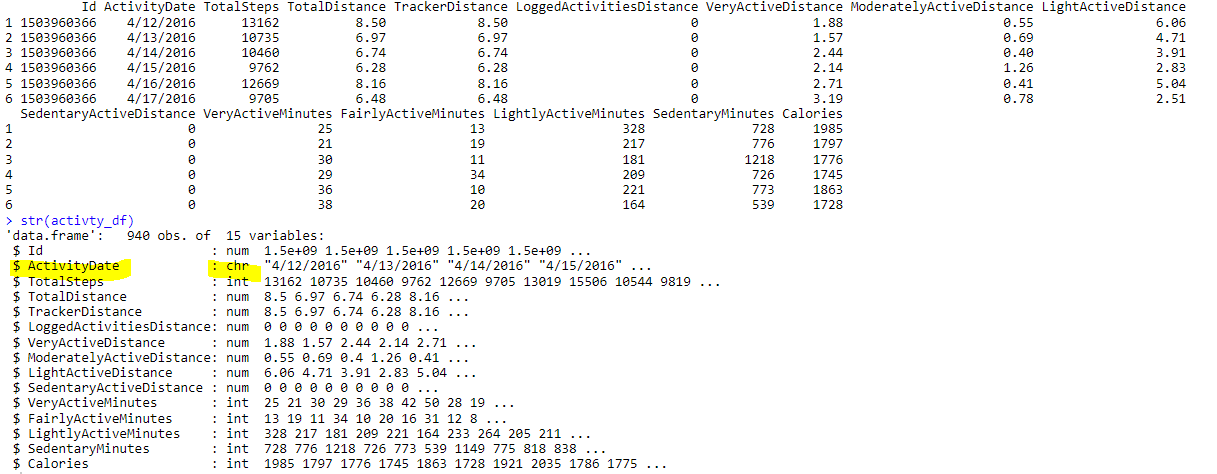 Id ActivityDate TotalSteps TotalDistance TrackerDistance LoggedActivitiesDistance VeryActiveDistance ModeratelyActiveDistance LightActiveDistance
1 1503960366 4/12/2016 13162 8.50 8.50 0 1.88 0.55 6.06
2 1503960366 4/13/2016 10735 6.97 6.97 0 1.57 0.69 4.71
3 1503960366 4/14/2016 10460 6.74 6.74 0 2.44 0.40 3.91
4 1503960366 4/15/2016 9762 6.28 6.28 0 2.14 1.26 2.83
5 1503960366 4/16/2016 12669 8.16 8.16 0 2.71 0.41 5.04
6 1503960366 4/17/2016 9705 6.48 6.48 0 3.19 0.78 2.51
SedentaryActiveDistance VeryActiveMinutes FairlyActiveMinutes LightlyActiveMinutes SedentaryMinutes Calories
1 0 25 13 328 728 1985
2 0 21 19 217 776 1797
3 0 30 11 181 1218 1776
4 0 29 34 209 726 1745
5 0 36 10 221 773 1863
6 0 38 20 164 539 1728
> str(activty_df)
'data.frame': 940 obs. of 15 variables:
$ Id : num 1.5e+09 1.5e+09 1.5e+09 1.5e+09 1.5e+09 ...
$ ActivityDate : chr "4/12/2016" "4/13/2016" "4/14/2016" "4/15/2016" ...
$ TotalSteps : int 13162 10735 10460 9762 12669 9705 13019 15506 10544 9819 ...
$ TotalDistance : num 8.5 6.97 6.74 6.28 8.16 ...
$ TrackerDistance : num 8.5 6.97 6.74 6.28 8.16 ...
$ LoggedActivitiesDistance: num 0 0 0 0 0 0 0 0 0 0 ...
$ VeryActiveDistance : num 1.88 1.57 2.44 2.14 2.71 ...
$ ModeratelyActiveDistance: num 0.55 0.69 0.4 1.26 0.41 ...
$ LightActiveDistance : num 6.06 4.71 3.91 2.83 5.04 ...
$ SedentaryActiveDistance : num 0 0 0 0 0 0 0 0 0 0 ...
$ VeryActiveMinutes : int 25 21 30 29 36 38 42 50 28 19 ...
$ FairlyActiveMinutes : int 13 19 11 34 10 20 16 31 12 8 ...
$ LightlyActiveMinutes : int 328 217 181 209 221 164 233 264 205 211 ...
$ SedentaryMinutes : int 728 776 1218 726 773 539 1149 775 818 838 ...
$ Calories : int 1985 1797 1776 1745 1863 1728 1921 2035 1786 1775 ...